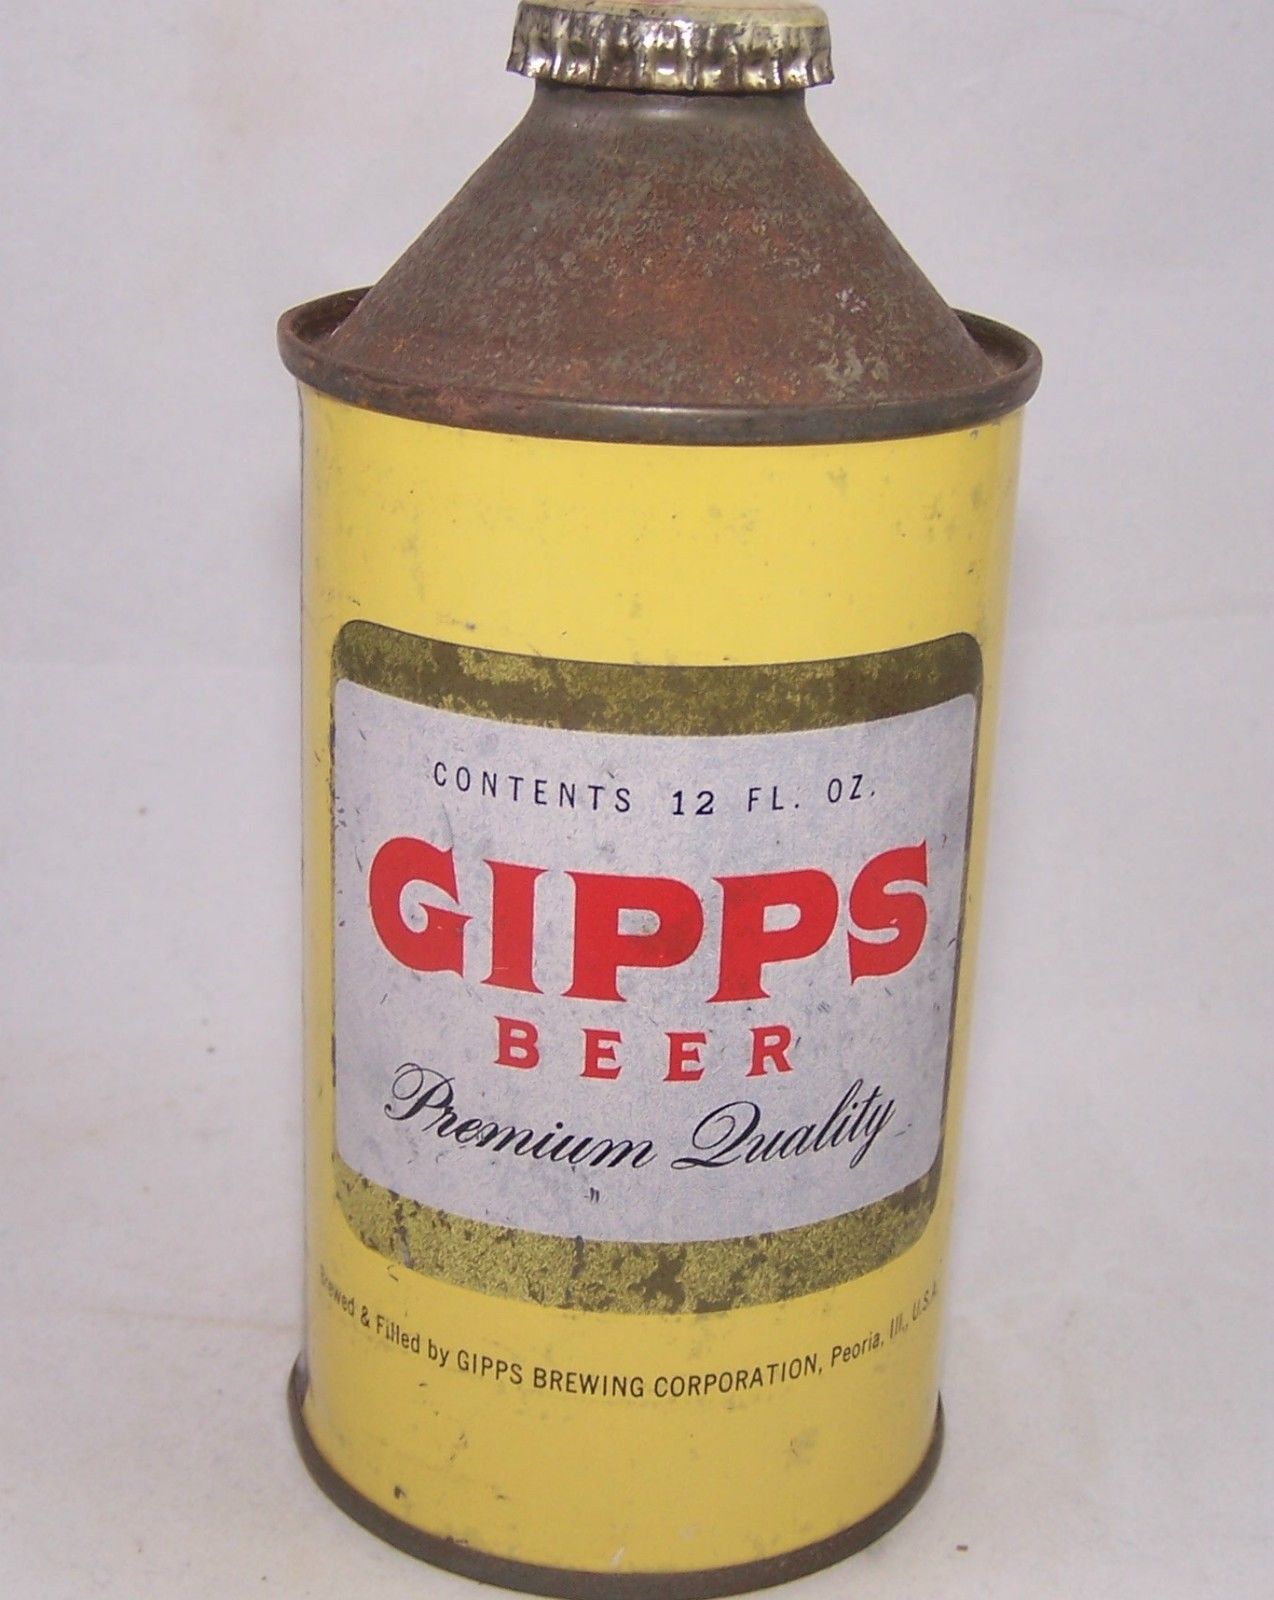 CONTENTS 12 FL. OZ.
GIPPS
BEER
Premium Quality
Brewed & Filled by GIPPS BREWING CORPORATION, Peoria, Ill., U.S.A.